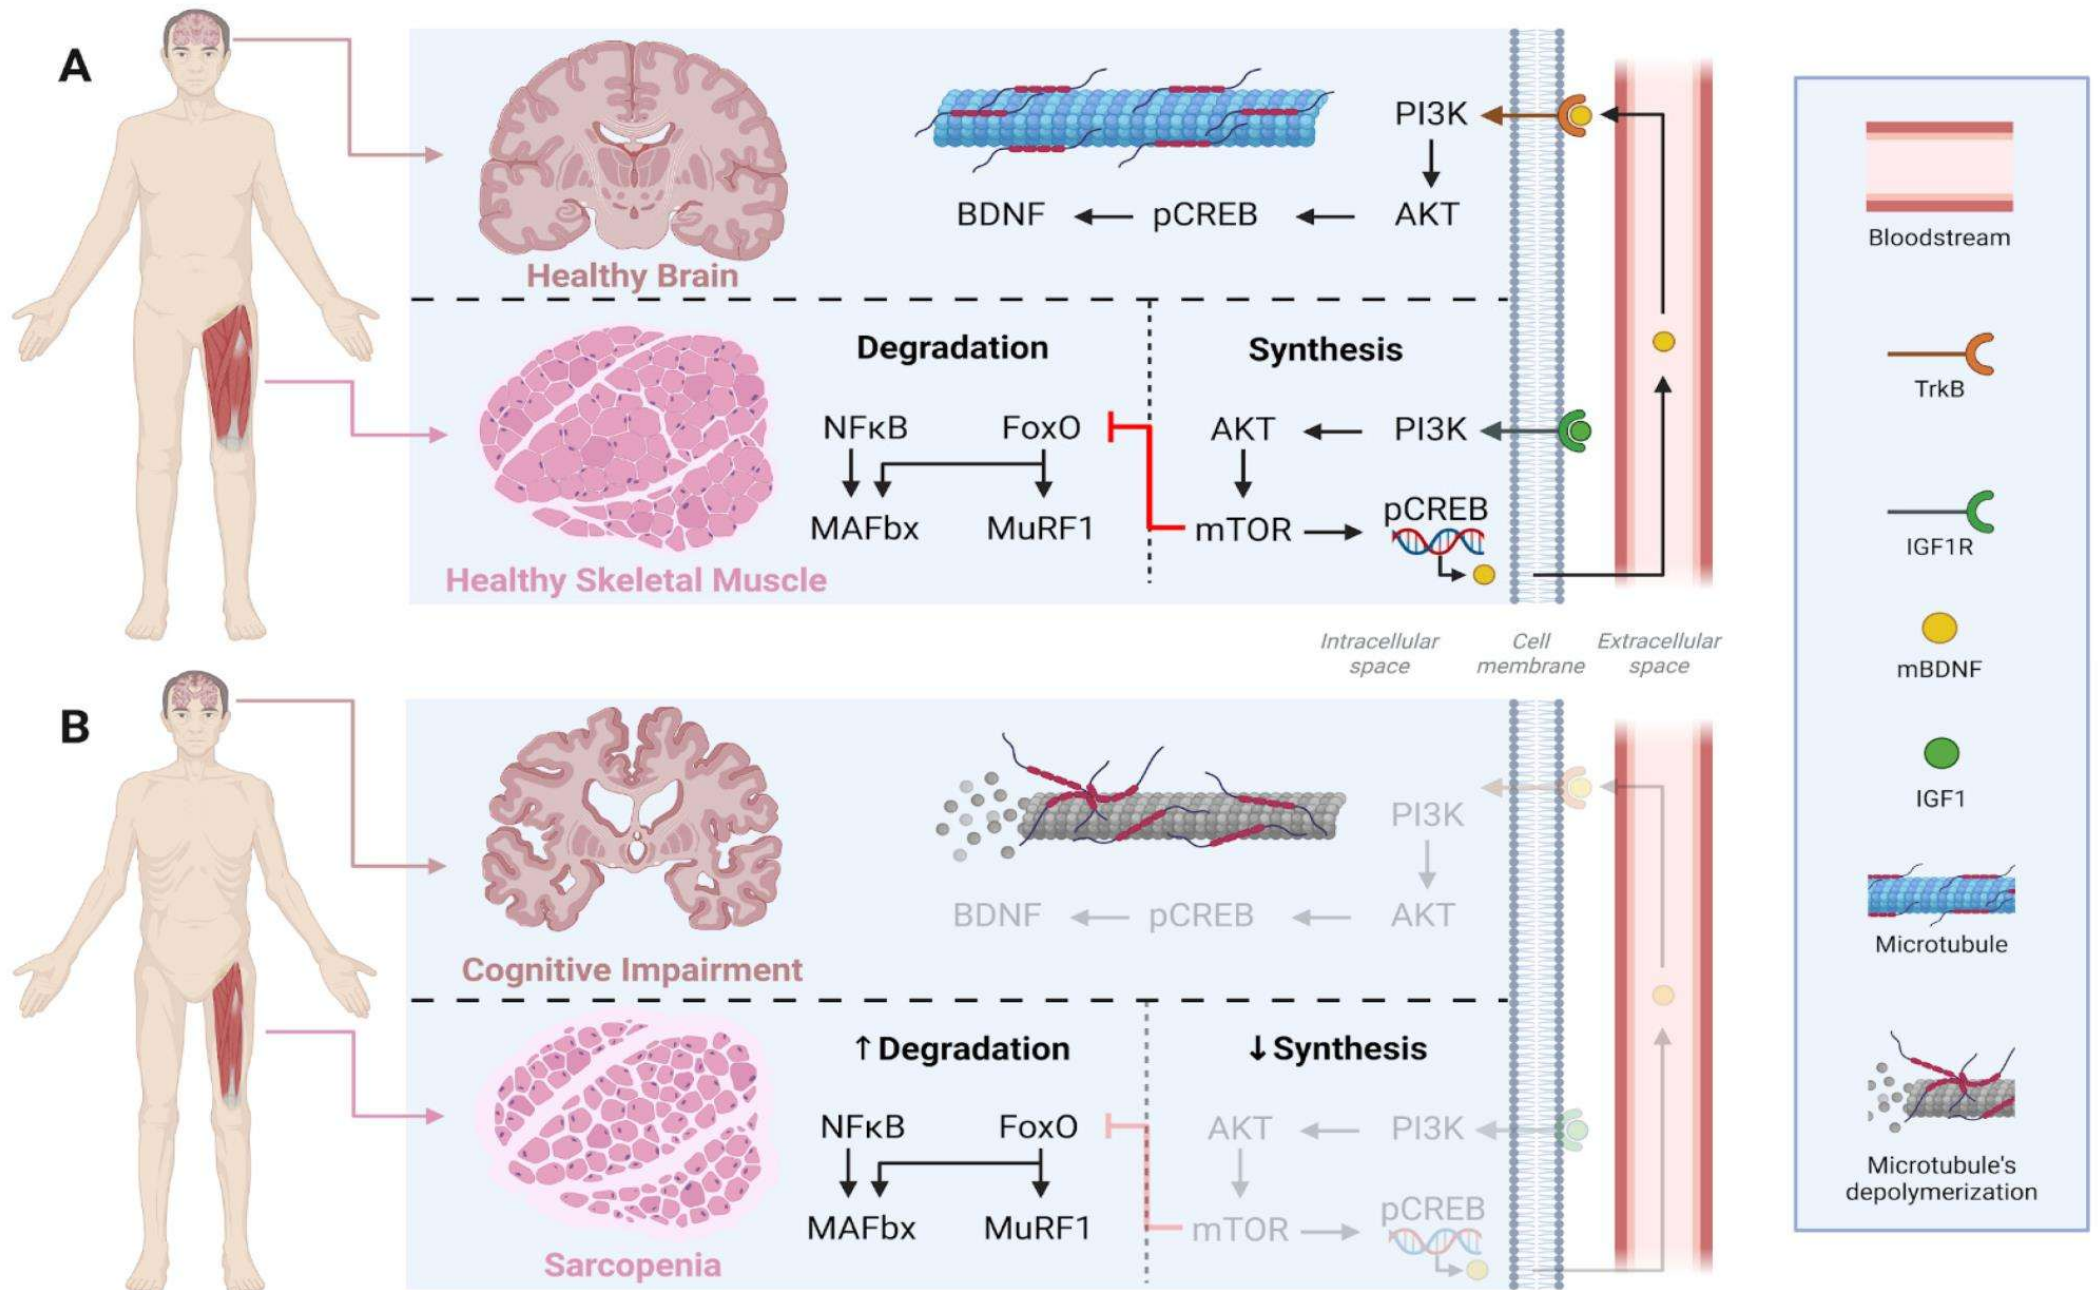 A
PI3K
BDNF
pCREB
AKT
Healthy Brain
Degradation
Synthesis
NFκB
FoxO
AKT
PI3K
MAFbx
MuRF1
mTOR
pCREB
Healthy Skeletal Muscle
Intracellular
space
Cell
membrane
Extracellular
space
B
PI3K
BDNF
pCREB
AKT
Cognitive Impairment
↑Degradation
↓Synthesis
NFκB
FoxO
AKT
PI3K
MAFbx
MuRF1
mTOR
pCREB
Sarcopenia
Bloodstream
TrkB
IGF1R
mBDNF
IGF1
Microtubule
Microtubule's
depolymerization